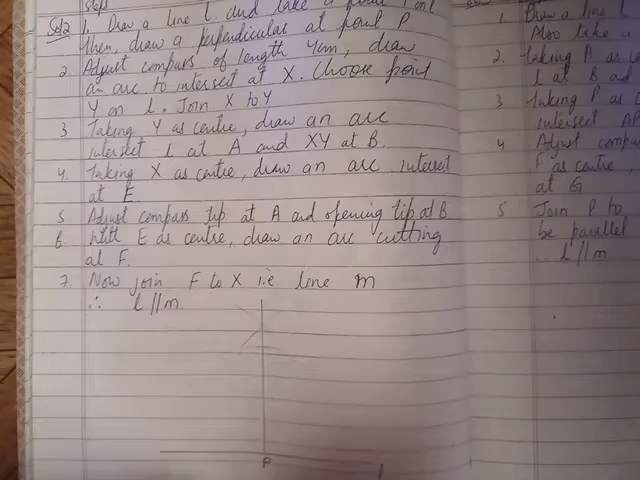 Step
Sol2 1. Draw a line l and take a point P on l
then, draw a perpendicular at point P
2. Adjust compass of length 4cm, draw
an arc to intersect at X. Choose point
Y on l. Join X to Y
3 Taking Y as centre, draw an arc
intersect l at A and XY at B.
4. Taking X as centre, draw an arc interset
at E
5 Adjust compass tip at A and opening tip at B
6 With E as centre, draw an arc cutting
at F.
7. Now join F to X i.e line m
∴ l//m.
P
l
1. Draw a line l
Also take
2. Taking P as
l at B and
3 Taking P as
intersect AP
4 Adjust compa
F as centre,
at G
5 Join P to
be parallel
∴ l//m